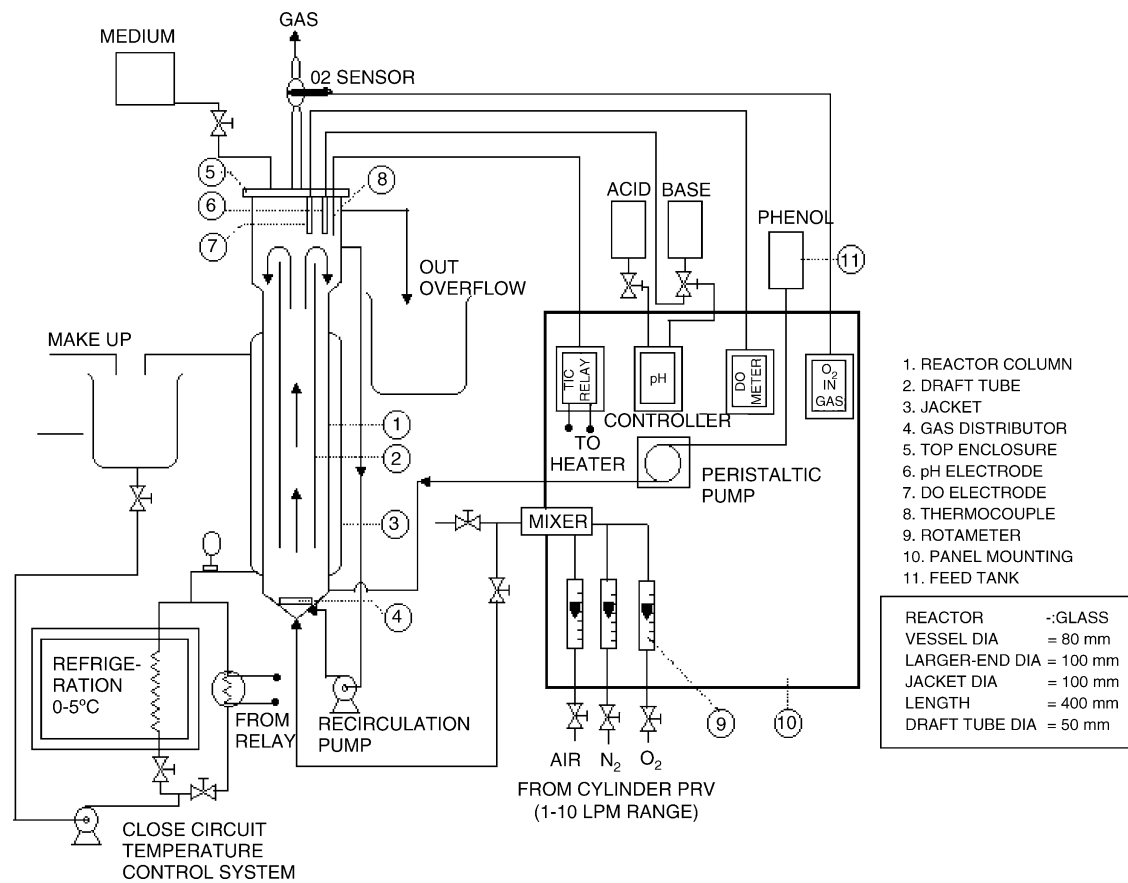 GAS
MEDIUM
02 SENSOR
5
8
6
7
ACID
BASE
PHENOL
11
OUT
OVERFLOW
MAKE UP
TIC
RELAY
pH
DO
METER
O2
IN
GAS
CONTROLLER
TO
HEATER
PERISTALTIC
PUMP
1
2
3
4
MIXER
REFRIGE-
RATION
0-5°C
FROM
RELAY
RECIRCULATION
PUMP
9
10
AIR
N2
O2
FROM CYLINDER PRV
(1-10 LPM RANGE)
CLOSE CIRCUIT
TEMPERATURE
CONTROL SYSTEM
1. REACTOR COLUMN
2. DRAFT TUBE
3. JACKET
4. GAS DISTRIBUTOR
5. TOP ENCLOSURE
6. pH ELECTRODE
7. DO ELECTRODE
8. THERMOCOUPLE
9. ROTAMETER
10. PANEL MOUNTING
11. FEED TANK
REACTOR -:GLASS
VESSEL DIA = 80 mm
LARGER-END DIA = 100 mm
JACKET DIA = 100 mm
LENGTH = 400 mm
DRAFT TUBE DIA = 50 mm